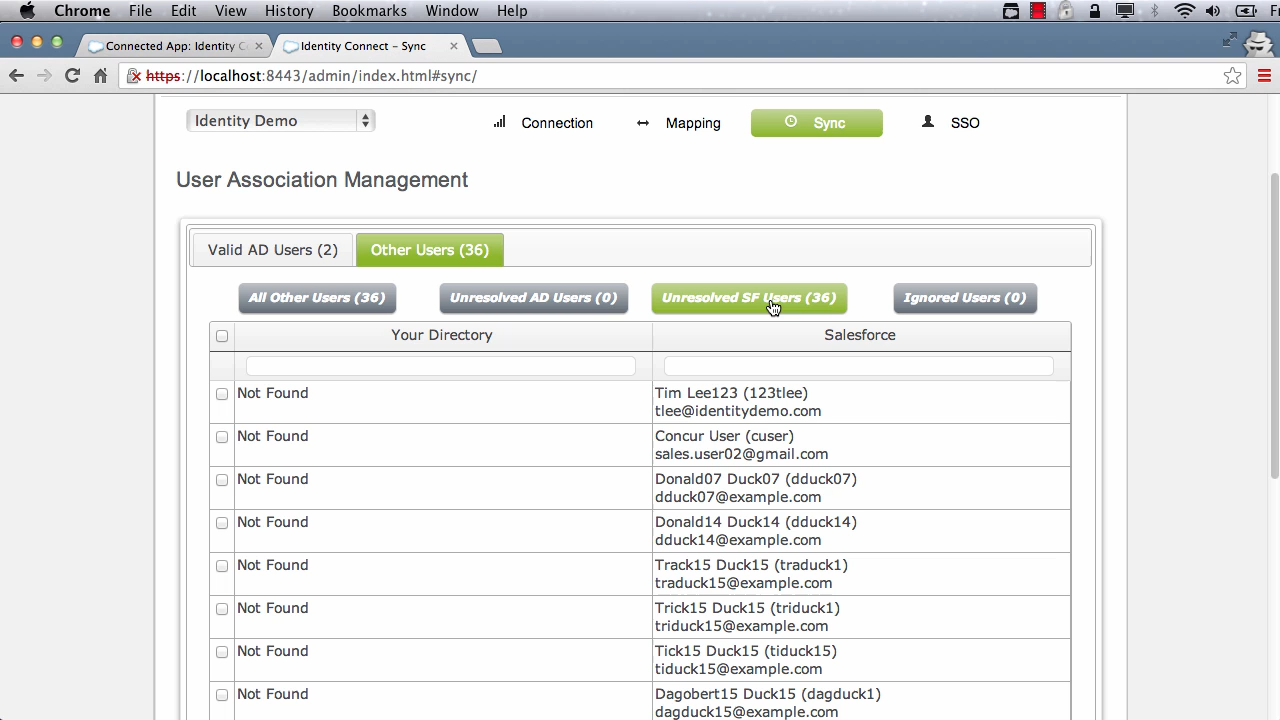 Chrome File Edit View History Bookmarks Window Help
Connected App: Identity C
Identity Connect – Sync
https://localhost:8443/admin/index.html#sync/
Identity Demo
Connection
Mapping
Sync
SSO
User Association Management
Valid AD Users (2)
Other Users (36)
All Other Users (36)
Unresolved AD Users (0)
Unresolved SF Users (36)
Ignored Users (0)
Your Directory
Salesforce
Not Found
Tim Lee123 (123tlee)
tlee@identitydemo.com
Not Found
Concur User (cuser)
sales.user02@gmail.com
Not Found
Donald07 Duck07 (dduck07)
dduck07@example.com
Not Found
Donald14 Duck14 (dduck14)
dduck14@example.com
Not Found
Track15 Duck15 (traduck1)
traduck15@example.com
Not Found
Trick15 Duck15 (triduck1)
triduck15@example.com
Not Found
Tick15 Duck15 (tiduck15)
tiduck15@example.com
Not Found
Dagobert15 Duck15 (dagduck1)
dagduck15@example.com